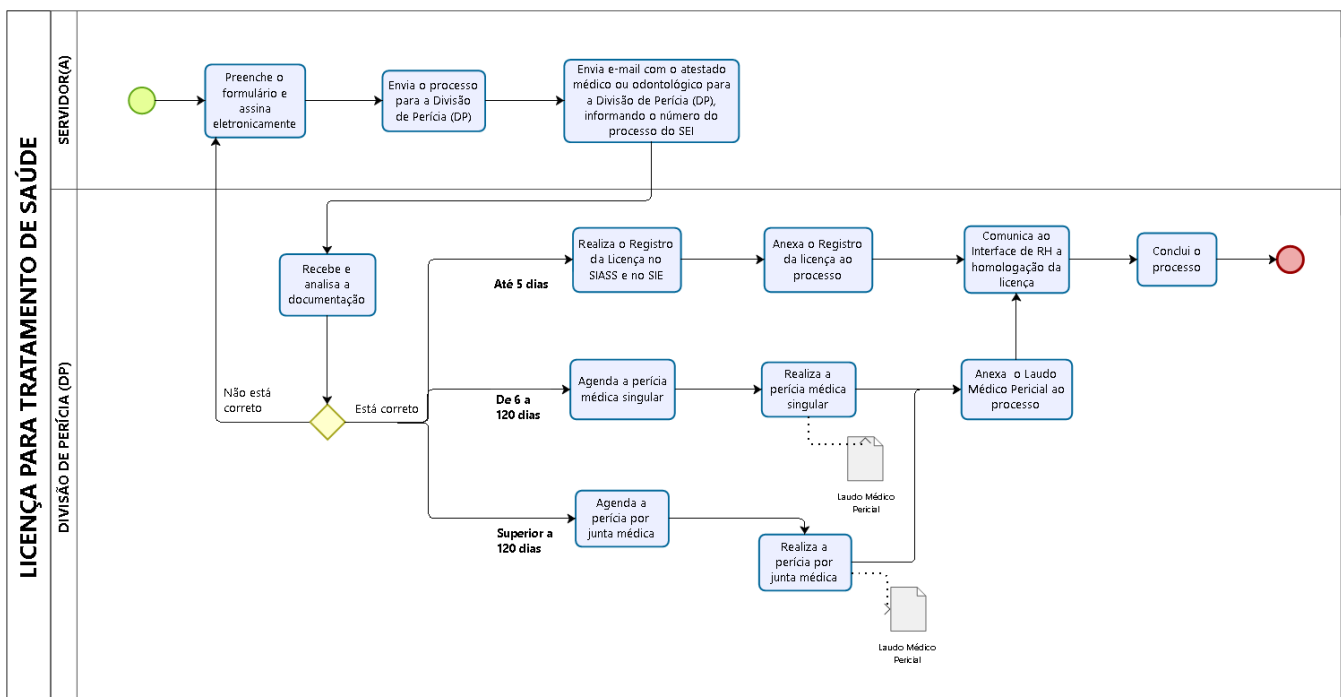 LICENÇA PARA TRATAMENTO DE SAÚDE
SERVIDOR(A)
Preenche o
formulário e
assina
eletronicamente
Envia o processo
para a Divisão
de Perícia (DP)
Envia e-mail com o atestado
médico ou odontológico para
a Divisão de Perícia (DP),
informando o número do
processo do SEI
DIVISÃO DE PERÍCIA (DP)
Recebe e
analisa a
documentação
Não está
correto
Está correto
Até 5 dias
Realiza o Registro
da Licença no
SIASS e no SIE
Anexa o Registro
da licença ao
processo
Comunica ao
Interface de RH a
homologação da
licença
Conclui o
processo
De 6 a
120 dias
Agenda a perícia
médica singular
Realiza a
perícia médica
singular
Anexa o Laudo
Médico Pericial ao
processo
Laudo Médico
Pericial
Superior a
120 dias
Agenda a
perícia por
junta médica
Realiza a
perícia por
junta médica
Laudo Médico
Pericial